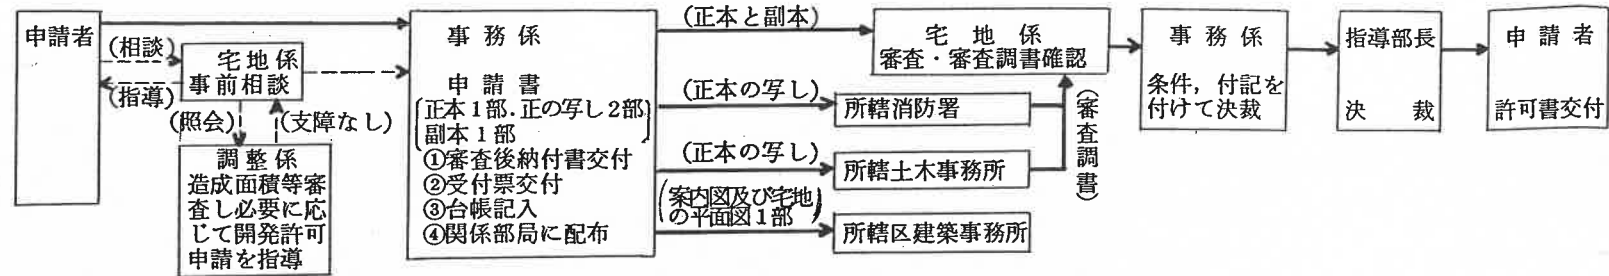 申請者
(相談)
(指導)
宅地係
事前相談
(照会)
(支障なし)
調整係
造成面積等審
査し必要に応
じて開発許可
申請を指導
事務係
申請書
正本1部.正の写し2部
副本1部
①審査後納付書交付
②受付票交付
③台帳記入
④関係部局に配布
(正本と副本)
(正本の写し)
(正本の写し)
(案内図及び宅地
の平面図1部)
宅地係
審査・審査調書確認
所轄消防署
所轄土木事務所
所轄区建築事務所
(審査調書)
事務係
条件,付記を
付けて決裁
指導部長
決裁
申請者
許可書交付